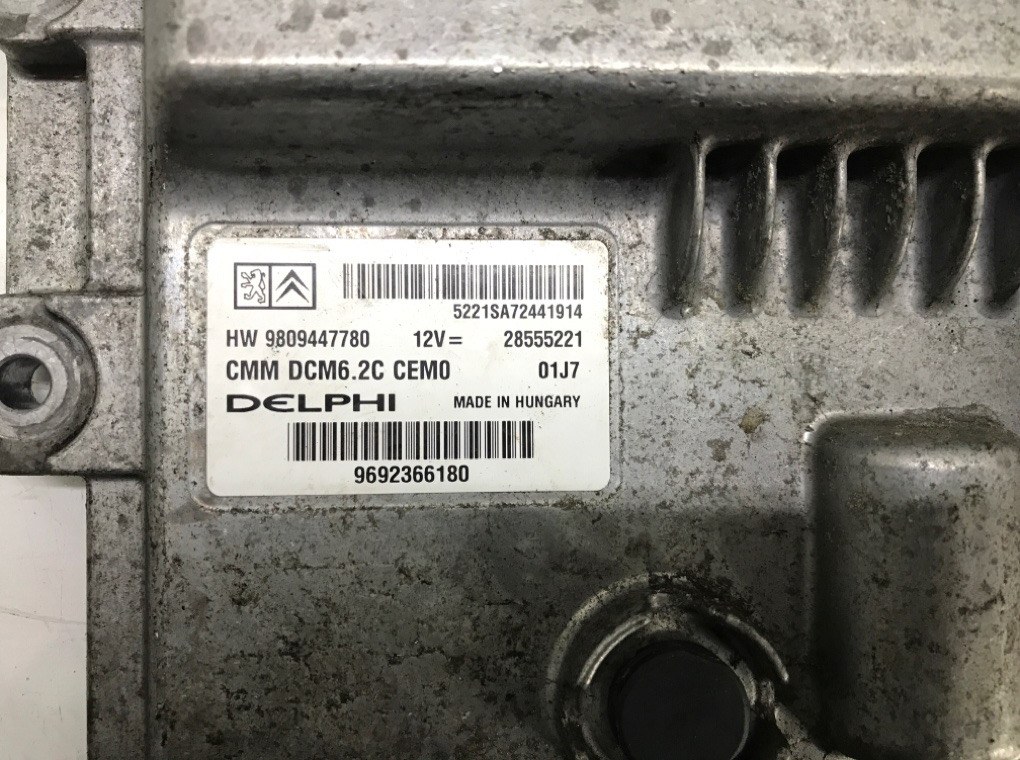 5221SA72441914
HW 9809447780 12V= 28555221
CMM DCM6.2C CEM0 01J7
DELPHI MADE IN HUNGARY
9692366180